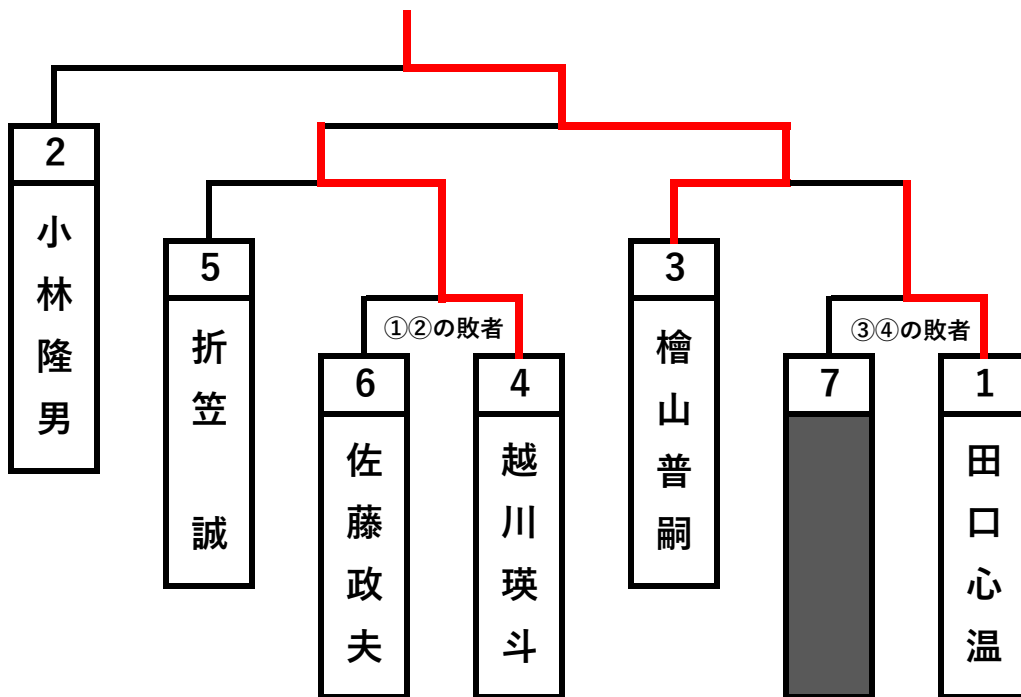 2
小林隆男
5
折笠　誠
①②の敗者
6
佐藤政夫
4
越川瑛斗
3
檜山普嗣
③④の敗者
7
1
田口心温